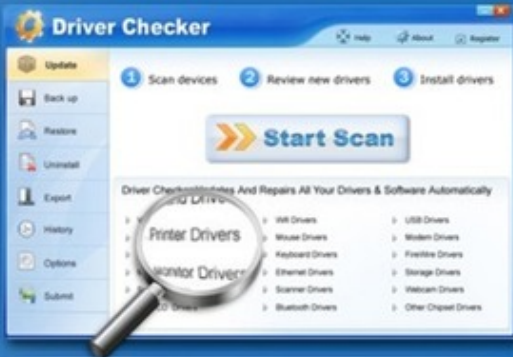 Driver Checker
Help About Register
Update
1 Scan devices 2 Review new drivers 3 Install drivers
Back up
Start Scan
Restore
Uninstall
Driver Checker Updates And Repairs All Your Drivers & Software Automatically
Export
Wifi Drivers
USB Drivers
Printer Drivers
Mouse Drivers
Modem Drivers
History
Keyboard Drivers
FireWire Drivers
Monitor Drivers
Ethernet Drivers
Storage Drivers
Options
Scanner Drivers
Webcam Drivers
Submit
Bluetooth Drivers
Other Chipset Drivers